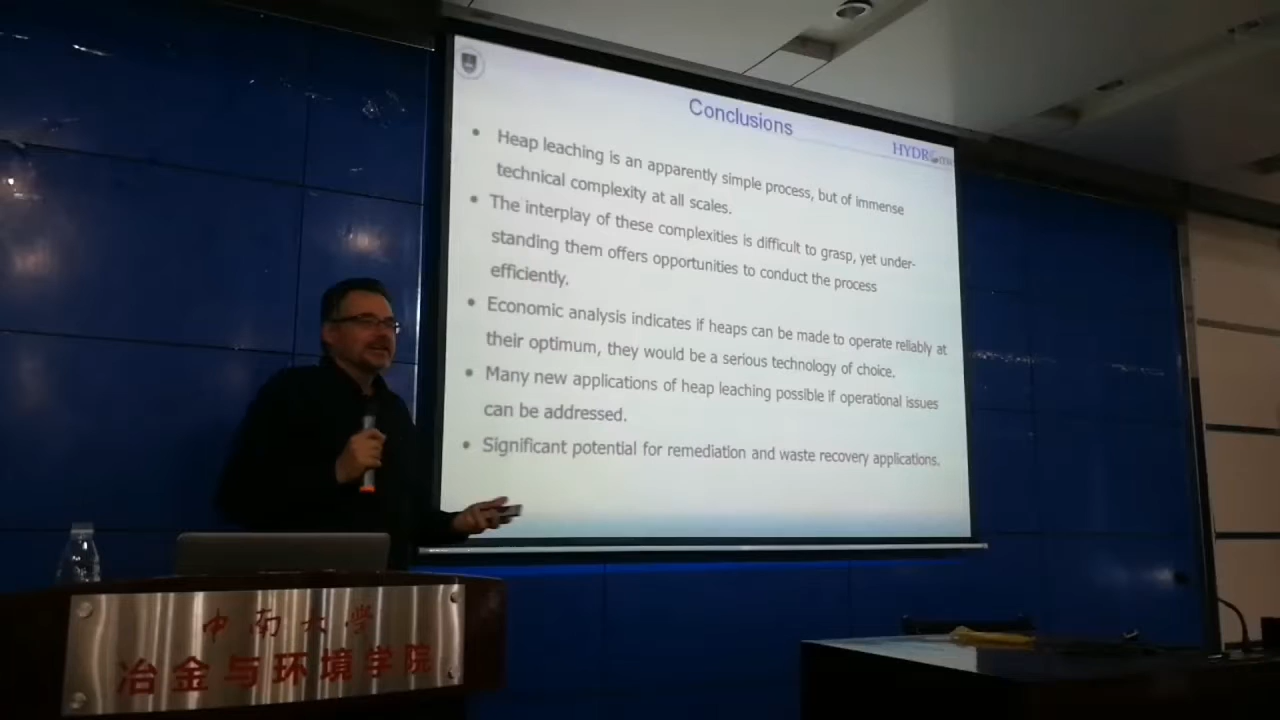 Conclusions
HYDROmet
• Heap leaching is an apparently simple process, but of immense
technical complexity at all scales.
• The interplay of these complexities is difficult to grasp, yet under-
standing them offers opportunities to conduct the process
efficiently.
• Economic analysis indicates if heaps can be made to operate reliably at
their optimum, they would be a serious technology of choice.
• Many new applications of heap leaching possible if operational issues
can be addressed.
• Significant potential for remediation and waste recovery applications.
中南大学
冶金与环境学院